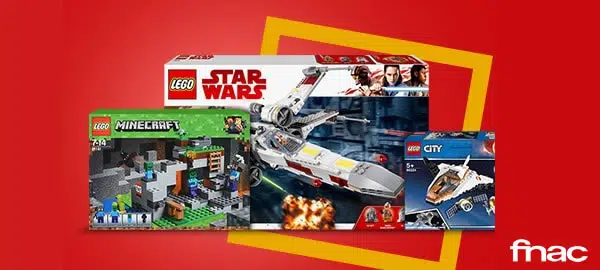 LEGO
STAR
WARS
LEGO
MINECRAFT
7-14
LEGO
CITY
5+
fnac